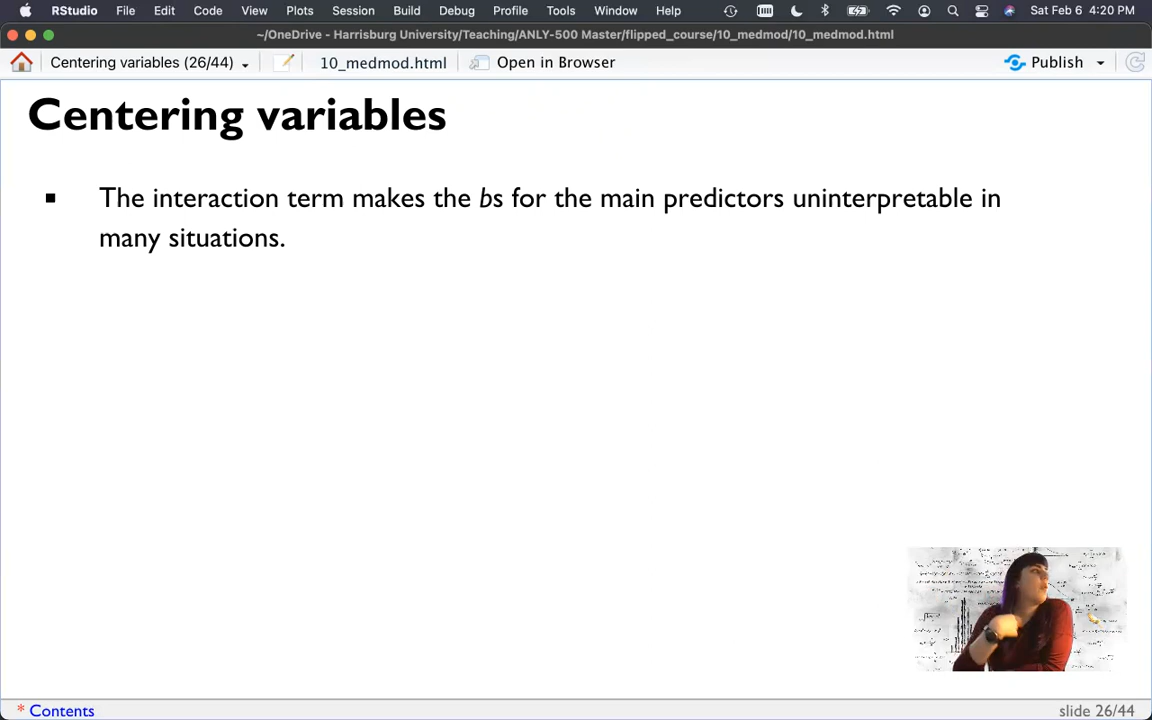 RStudio File Edit Code View Plots Session Build Debug Profile Tools Window Help Sat Feb 6 4:20 PM
~/OneDrive - Harrisburg University/Teaching/ANLY-500 Master/flipped_course/10_medmod/10_medmod.html
Centering variables (26/44) 10_medmod.html Open in Browser Publish
Centering variables
The interaction term makes the bs for the main predictors uninterpretable in
many situations.
* Contents slide 26/44